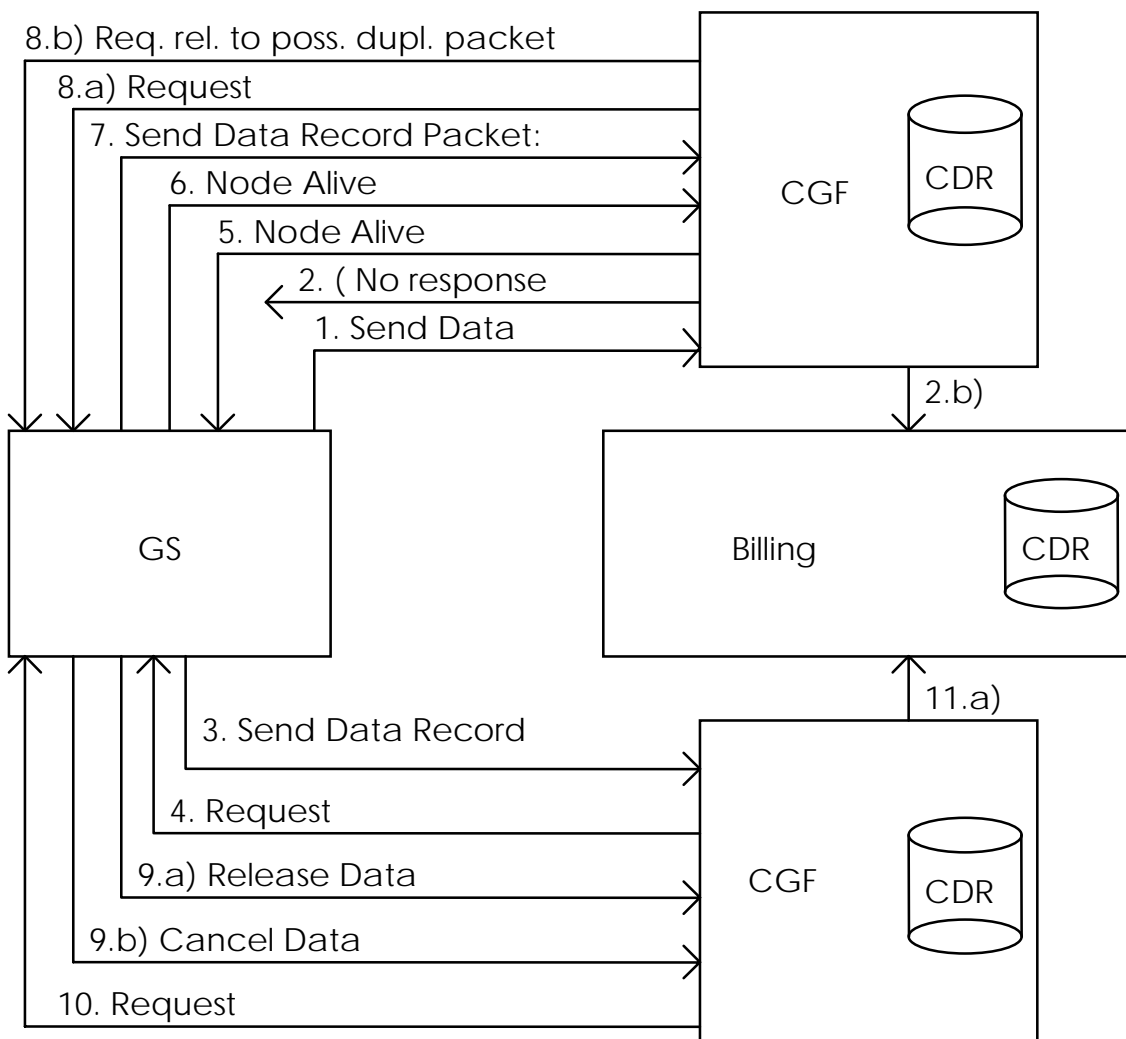 8.b) Req. rel. to poss. dupl. packet
8.a) Request
7. Send Data Record Packet:
6. Node Alive
5. Node Alive
2. ( No response
1. Send Data
CGF
CDR
2.b)
GS
Billing
CDR
11.a)
3. Send Data Record
4. Request
9.a) Release Data
9.b) Cancel Data
10. Request
CGF
CDR